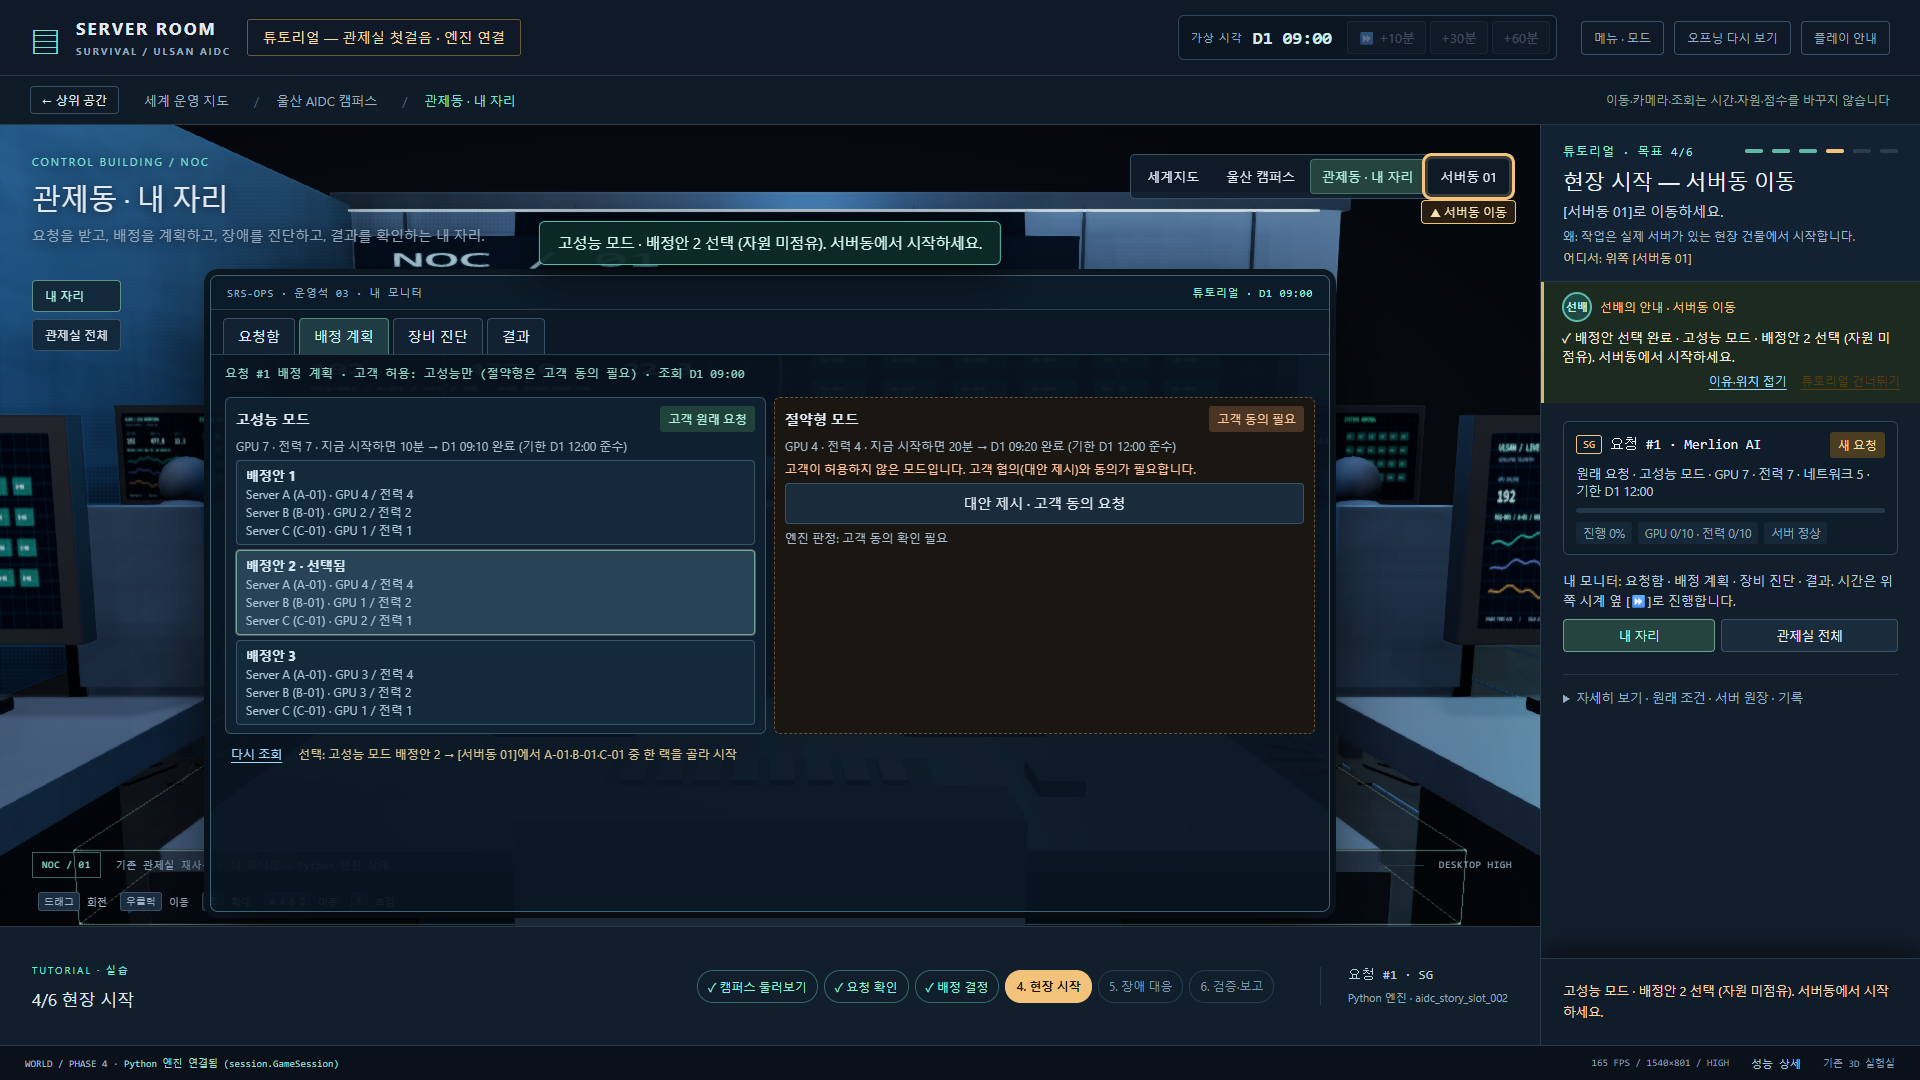 SERVER ROOM
SURVIVAL / ULSAN AIDC
튜토리얼 — 관제실 첫걸음 · 엔진 연결
가상 시각 D1 09:00 ⏩ +10분 +30분 +60분
메뉴 · 모드
오프닝 다시 보기
플레이 안내
← 상위 공간
세계 운영 지도 / 울산 AIDC 캠퍼스 / 관제동 · 내 자리
이동·카메라·조회는 시간·자원·점수를 바꾸지 않습니다
CONTROL BUILDING / NOC
관제동 · 내 자리
요청을 받고, 배정을 계획하고, 장애를 진단하고, 결과를 확인하는 내 자리.
세계지도 울산 캠퍼스 관제동 · 내 자리 서버동 01
▲ 서버동 이동
고성능 모드 · 배정안 2 선택 (자원 미점유). 서버동에서 시작하세요.
NOC / 01
내 자리
관제실 전체
SRS-OPS · 운영석 03 · 내 모니터
튜토리얼 · D1 09:00
요청함 배정 계획 장비 진단 결과
요청 #1 배정 계획 · 고객 허용: 고성능만 (절약형은 고객 동의 필요) · 조회 D1 09:00
고성능 모드 고객 원래 요청
GPU 7 · 전력 7 · 지금 시작하면 10분 → D1 09:10 완료 (기한 D1 12:00 준수)
배정안 1
Server A (A-01) · GPU 4 / 전력 4
Server B (B-01) · GPU 2 / 전력 2
Server C (C-01) · GPU 1 / 전력 1
배정안 2 · 선택됨
Server A (A-01) · GPU 4 / 전력 4
Server B (B-01) · GPU 1 / 전력 2
Server C (C-01) · GPU 2 / 전력 1
배정안 3
Server A (A-01) · GPU 3 / 전력 4
Server B (B-01) · GPU 3 / 전력 2
Server C (C-01) · GPU 1 / 전력 1
절약형 모드 고객 동의 필요
GPU 4 · 전력 4 · 지금 시작하면 20분 → D1 09:20 완료 (기한 D1 12:00 준수)
고객이 허용하지 않은 모드입니다. 고객 협의(대안 제시)와 동의가 필요합니다.
대안 제시 · 고객 동의 요청
엔진 판정: 고객 동의 확인 필요
다시 조회 선택: 고성능 모드 배정안 2 → [서버동 01]에서 A-01·B-01·C-01 중 한 랙을 골라 시작
NOC / 01 기존 관제실 재사
DESKTOP HIGH
드래그 회전 우클릭 이동
튜토리얼 · 목표 4/6
현장 시작 — 서버동 이동
[서버동 01]로 이동하세요.
왜: 작업은 실제 서버가 있는 현장 건물에서 시작합니다.
어디서: 위쪽 [서버동 01]
선배 선배의 안내 · 서버동 이동
✓ 배정안 선택 완료 · 고성능 모드 · 배정안 2 선택 (자원 미
점유). 서버동에서 시작하세요.
이유·위치 접기 튜토리얼 건너뛰기
SG 요청 #1 · Merlion AI 새 요청
원래 요청 · 고성능 모드 · GPU 7 · 전력 7 · 네트워크 5 ·
기한 D1 12:00
진행 0% GPU 0/10 · 전력 0/10 서버 정상
내 모니터: 요청함 · 배정 계획 · 장비 진단 · 결과. 시간은 위
쪽 시계 옆 [⏩]로 진행합니다.
내 자리 관제실 전체
▶ 자세히 보기 · 원래 조건 · 서버 원장 · 기록
고성능 모드 · 배정안 2 선택 (자원 미점유). 서버동에서 시작
하세요.
TUTORIAL · 실습
4/6 현장 시작
✓ 캠퍼스 둘러보기 ✓ 요청 확인 ✓ 배정 결정 4. 현장 시작 5. 장애 대응 6. 검증·보고
요청 #1 · SG
Python 엔진 · aidc_story_slot_002
WORLD / PHASE 4 · Python 엔진 연결됨 (session.GameSession)
165 FPS / 1540×801 / HIGH 성능 상세 기존 3D 실험실